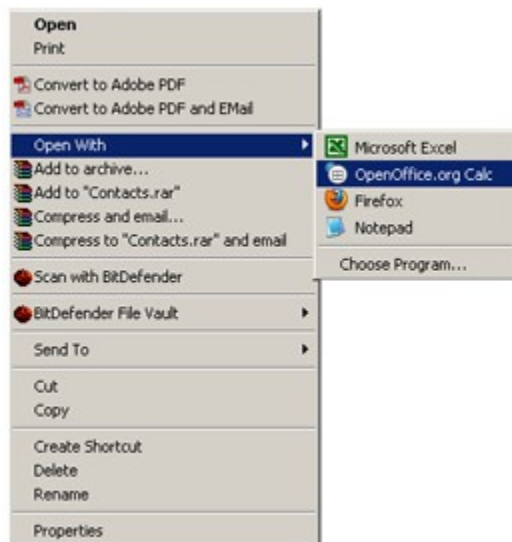 Open
Print
Convert to Adobe PDF
Convert to Adobe PDF and EMail
Open With
Add to archive...
Add to "Contacts.rar"
Compress and email...
Compress to "Contacts.rar" and email
Scan with BitDefender
BitDefender File Vault
Send To
Cut
Copy
Create Shortcut
Delete
Rename
Properties
Microsoft Excel
OpenOffice.org Calc
Firefox
Notepad
Choose Program...